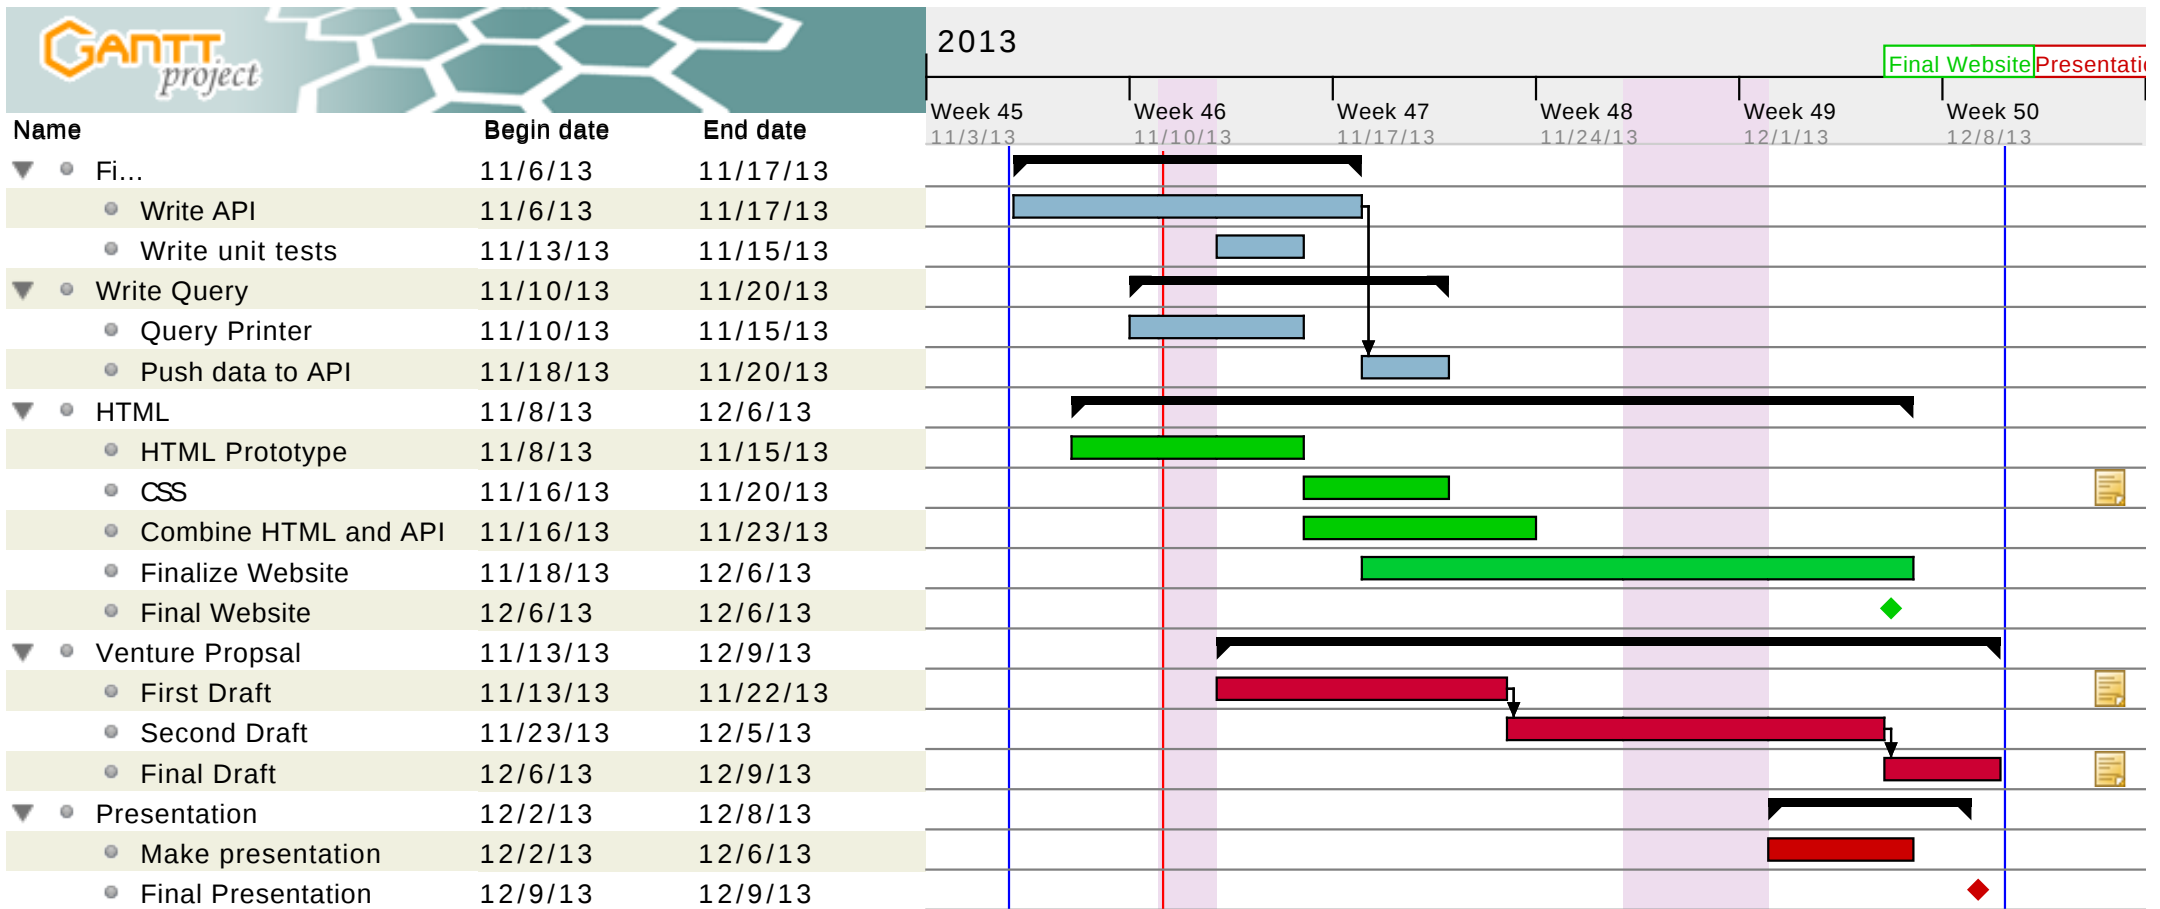 GANTT
project
2013
Final Website Presentatio
Week 45 Week 46 Week 47 Week 48 Week 49 Week 50
11/3/13 11/10/13 11/17/13 11/24/13 12/1/13 12/8/13
Name Begin date End date
Fi... 11/6/13 11/17/13
Write API 11/6/13 11/17/13
Write unit tests 11/13/13 11/15/13
Write Query 11/10/13 11/20/13
Query Printer 11/10/13 11/15/13
Push data to API 11/18/13 11/20/13
HTML 11/8/13 12/6/13
HTML Prototype 11/8/13 11/15/13
CSS 11/16/13 11/20/13
Combine HTML and API 11/16/13 11/23/13
Finalize Website 11/18/13 12/6/13
Final Website 12/6/13 12/6/13
Venture Propsal 11/13/13 12/9/13
First Draft 11/13/13 11/22/13
Second Draft 11/23/13 12/5/13
Final Draft 12/6/13 12/9/13
Presentation 12/2/13 12/8/13
Make presentation 12/2/13 12/6/13
Final Presentation 12/9/13 12/9/13